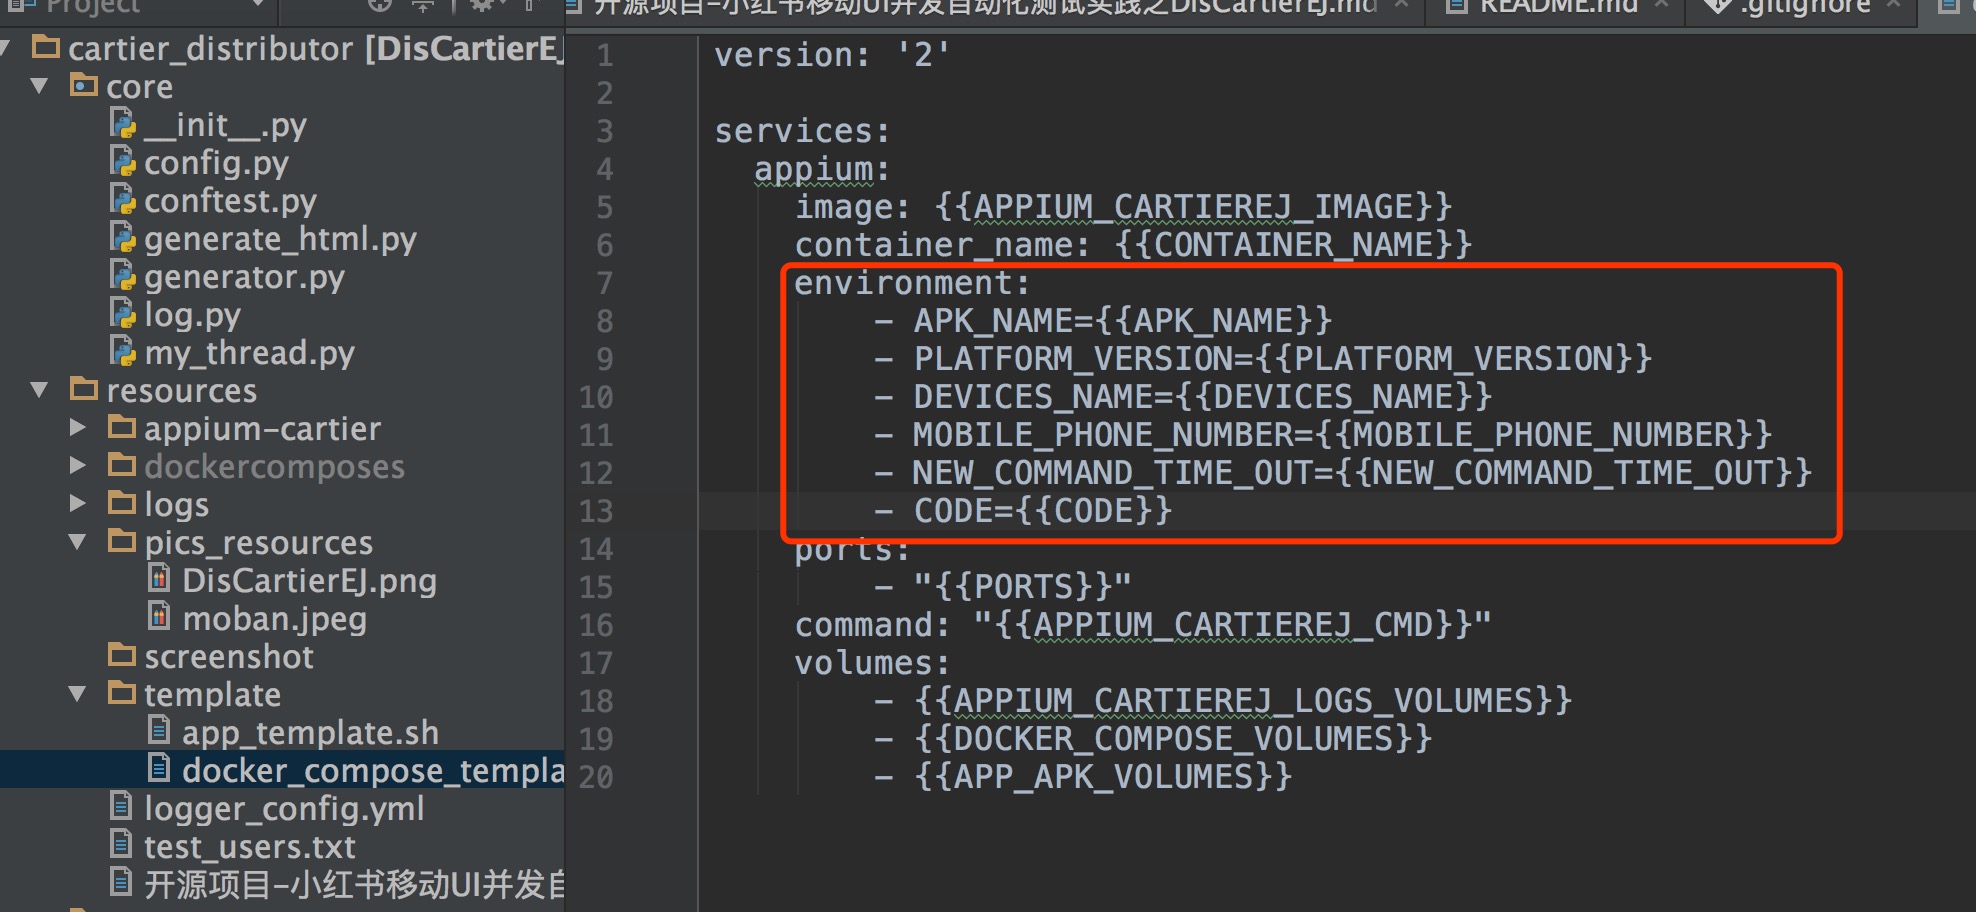 Project
cartier_distributor [DisCartierEJ
core
__init__.py
config.py
conftest.py
generate_html.py
generator.py
log.py
my_thread.py
resources
appium-cartier
dockercomposes
logs
pics_resources
DisCartierEJ.png
moban.jpeg
screenshot
template
app_template.sh
docker_compose_templa
logger_config.yml
test_users.txt
开源项目-小红书移动UI并发自
开源项目-小红书移动UI并发自动化测试实践之DisCartierEJ.md
README.md
.gitignore
1 version: '2'
2
3 services:
4 appium:
5 image: {{APPIUM_CARTIEREJ_IMAGE}}
6 container_name: {{CONTAINER_NAME}}
7 environment:
8 - APK_NAME={{APK_NAME}}
9 - PLATFORM_VERSION={{PLATFORM_VERSION}}
10 - DEVICES_NAME={{DEVICES_NAME}}
11 - MOBILE_PHONE_NUMBER={{MOBILE_PHONE_NUMBER}}
12 - NEW_COMMAND_TIME_OUT={{NEW_COMMAND_TIME_OUT}}
13 - CODE={{CODE}}
14 ports:
15 - "{{PORTS}}"
16 command: "{{APPIUM_CARTIEREJ_CMD}}"
17 volumes:
18 - {{APPIUM_CARTIEREJ_LOGS_VOLUMES}}
19 - {{DOCKER_COMPOSE_VOLUMES}}
20 - {{APP_APK_VOLUMES}}